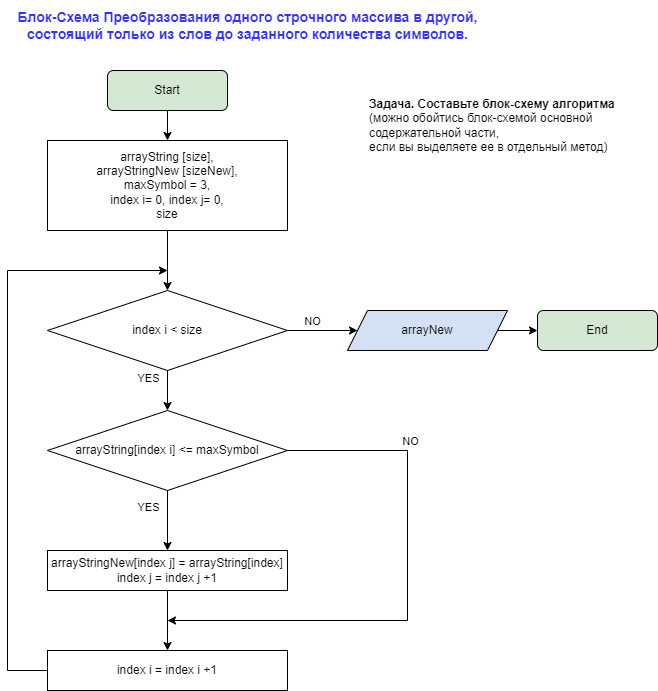 Блок-Схема Преобразования одного строчного массива в другой,
состоящий только из слов до заданного количества символов.
Start
Задача. Составьте блок-схему алгоритма
(можно обойтись блок-схемой основной
содержательной части,
если вы выделяете ее в отдельный метод)
arrayString [size],
arrayStringNew [sizeNew],
maxSymbol = 3,
index i= 0, index j= 0,
size
index i < size
NO
arrayNew
End
YES
arrayString[index i] <= maxSymbol
NO
YES
arrayStringNew[index j] = arrayString[index]
index j = index j +1
index i = index i +1